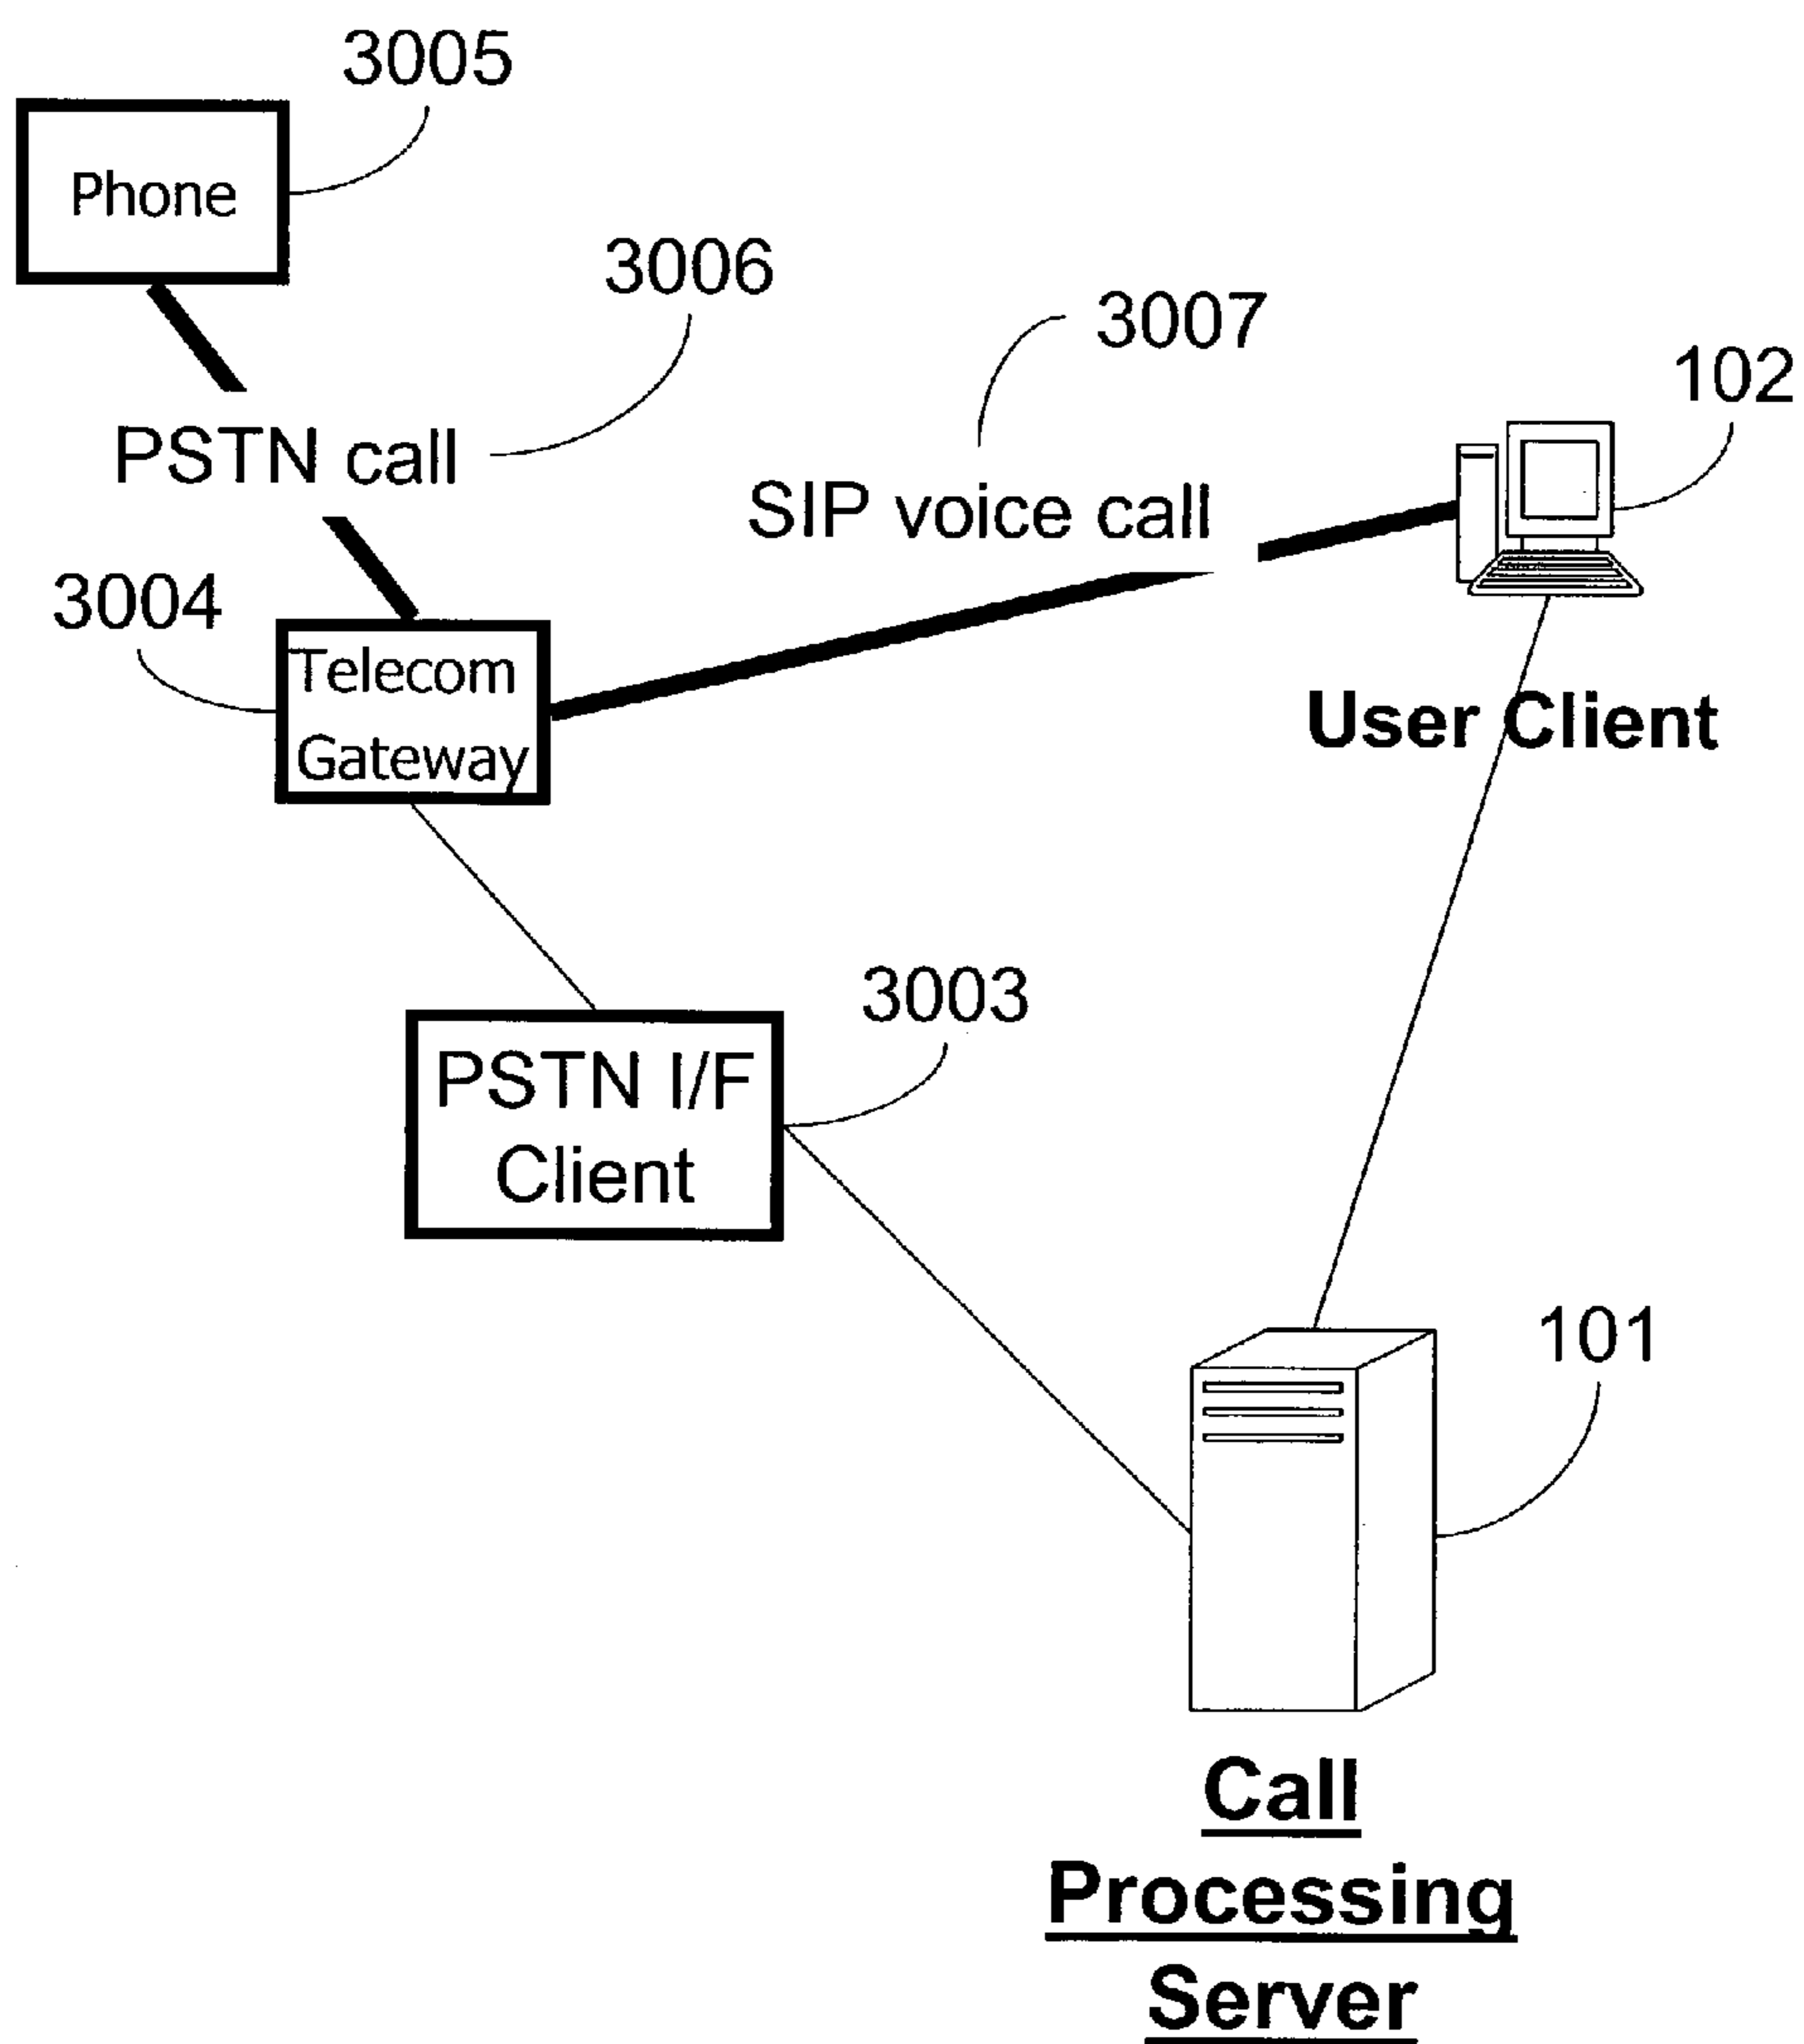 3005
Phone
3006
3007
102
PSTN call
SIP voice call
3004
Telecom
Gateway
User Client
3003
PSTN I/F
Client
101
Call
Processing
Server